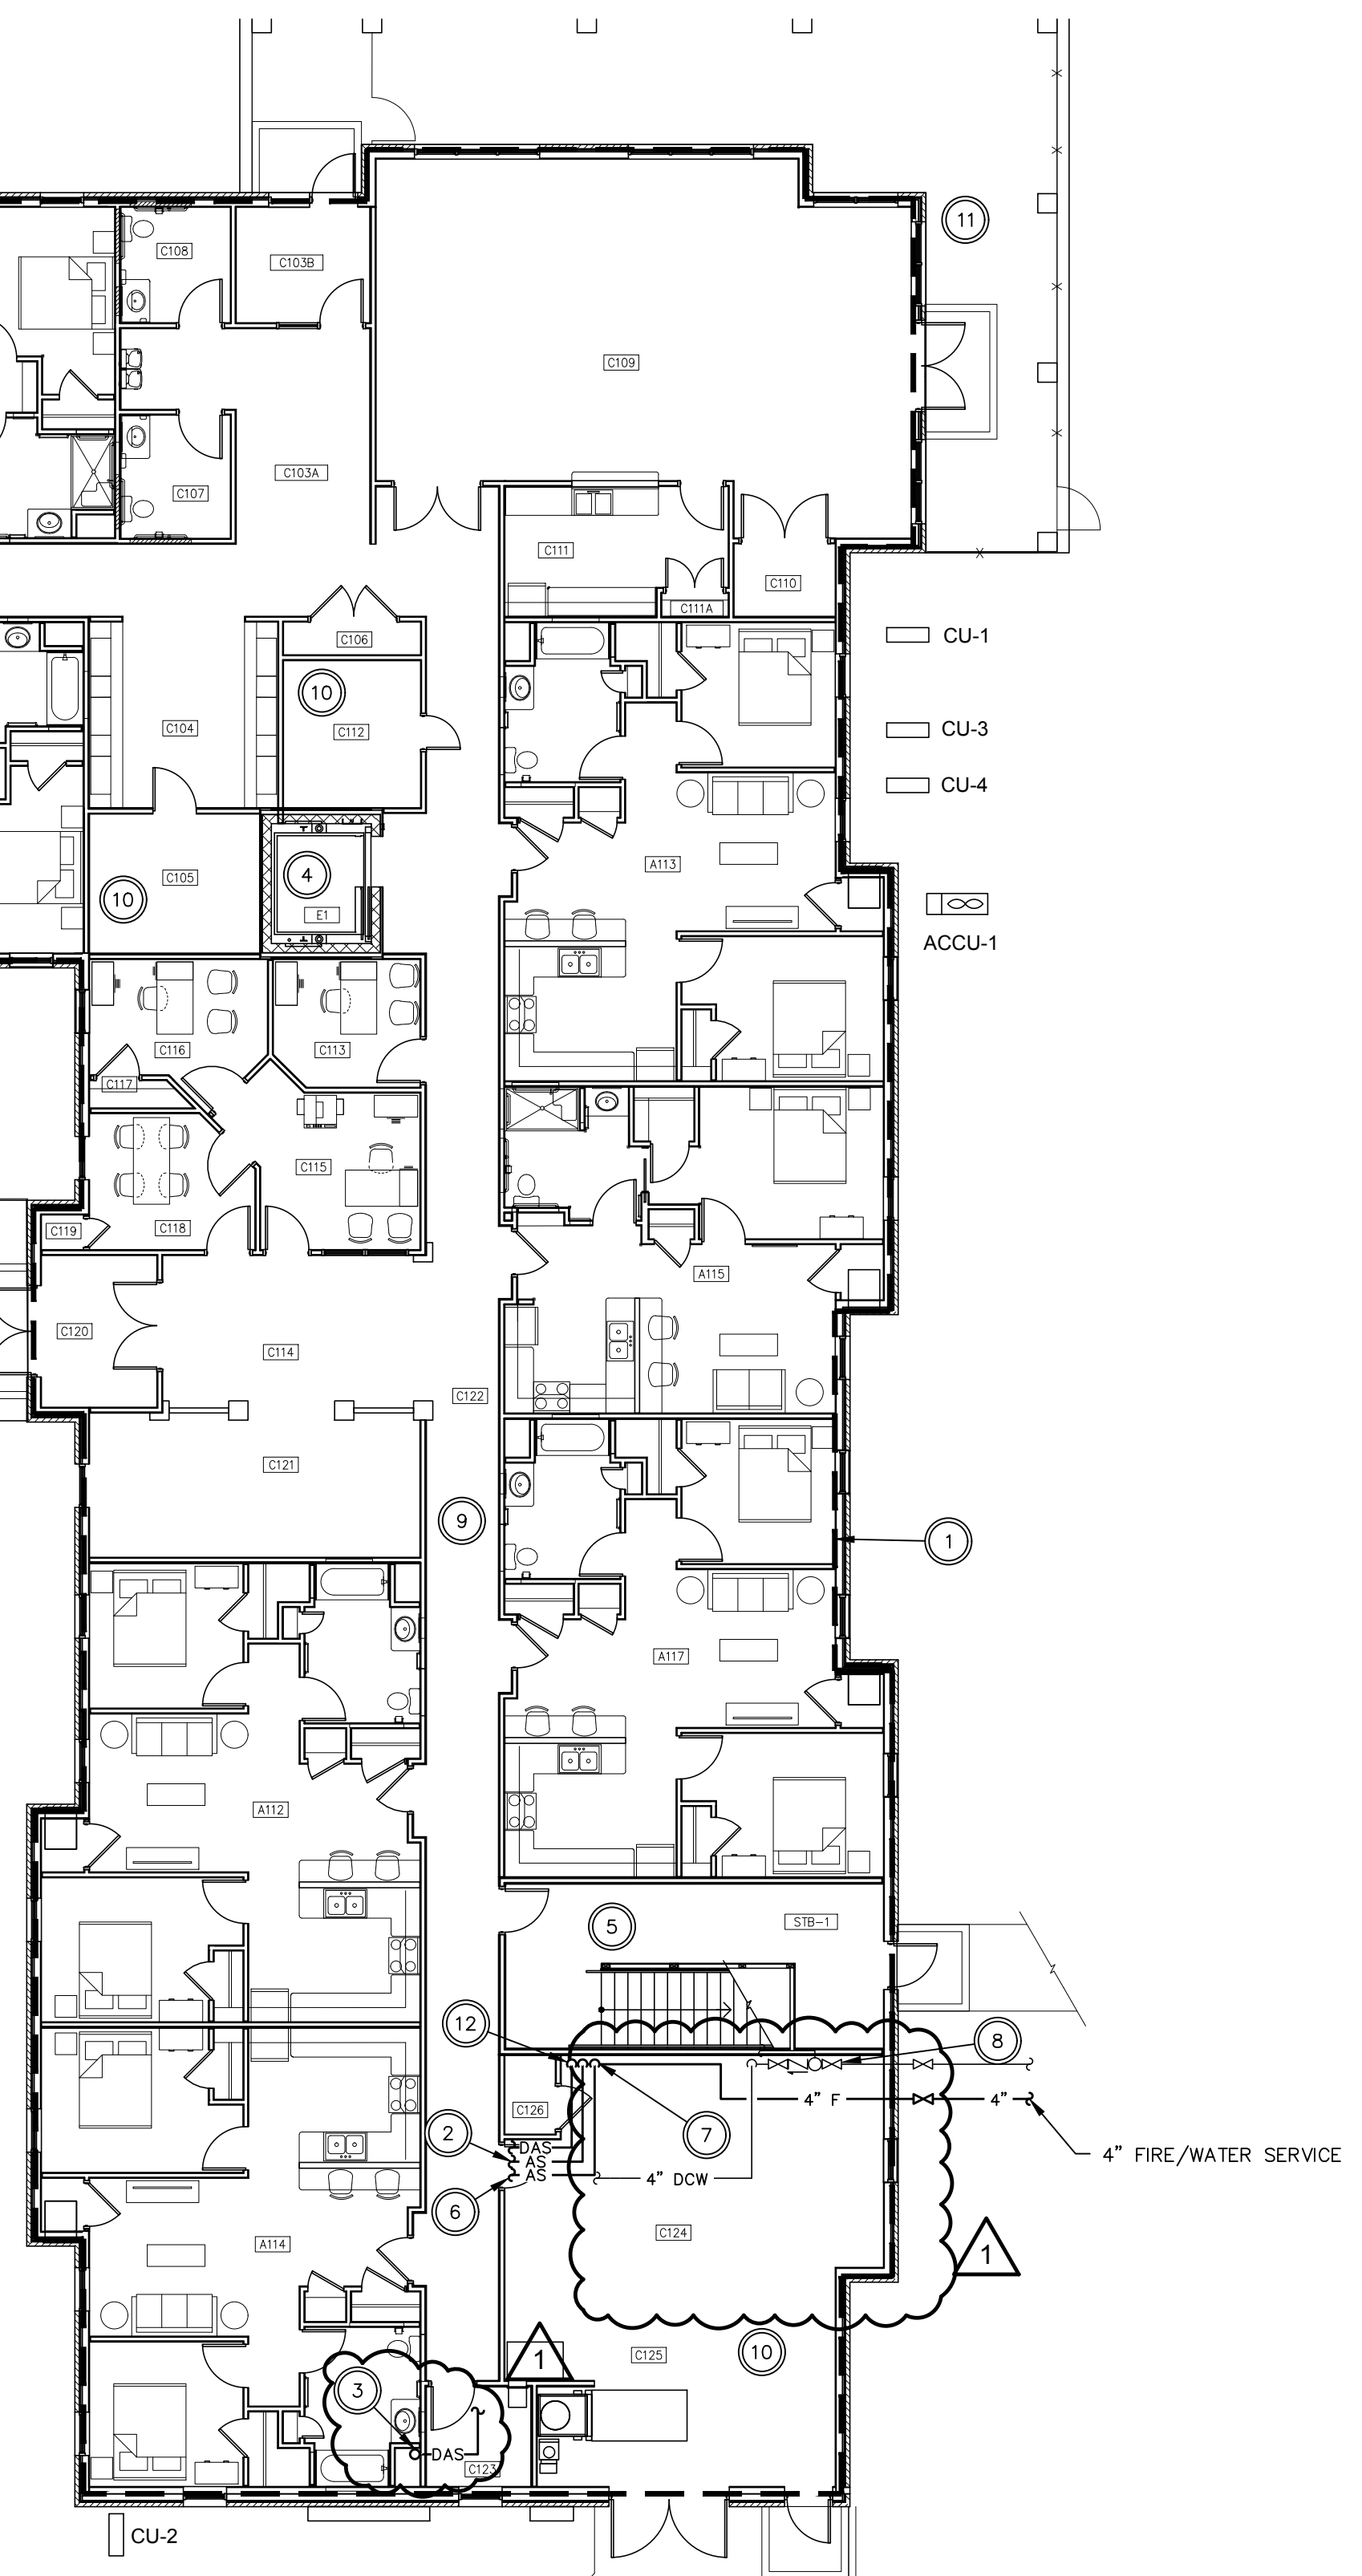 11
C108
C103B
C109
C103A
C107
C111
C110
C111A
CU-1
C106
10
C104
C112
CU-3
CU-4
A113
4
C105
10
E1
ACCU-1
C116
C113
C117
C115
C119
C118
A115
C120
C114
C122
C121
9
1
A117
A112
5
STB-1
12
8
4" F
4"
C126
2
7
DAS
AS
AS
4" DCW
4" FIRE/WATER SERVICE
6
C124
A114
1
1
C125
10
3
DAS
C123
CU-2